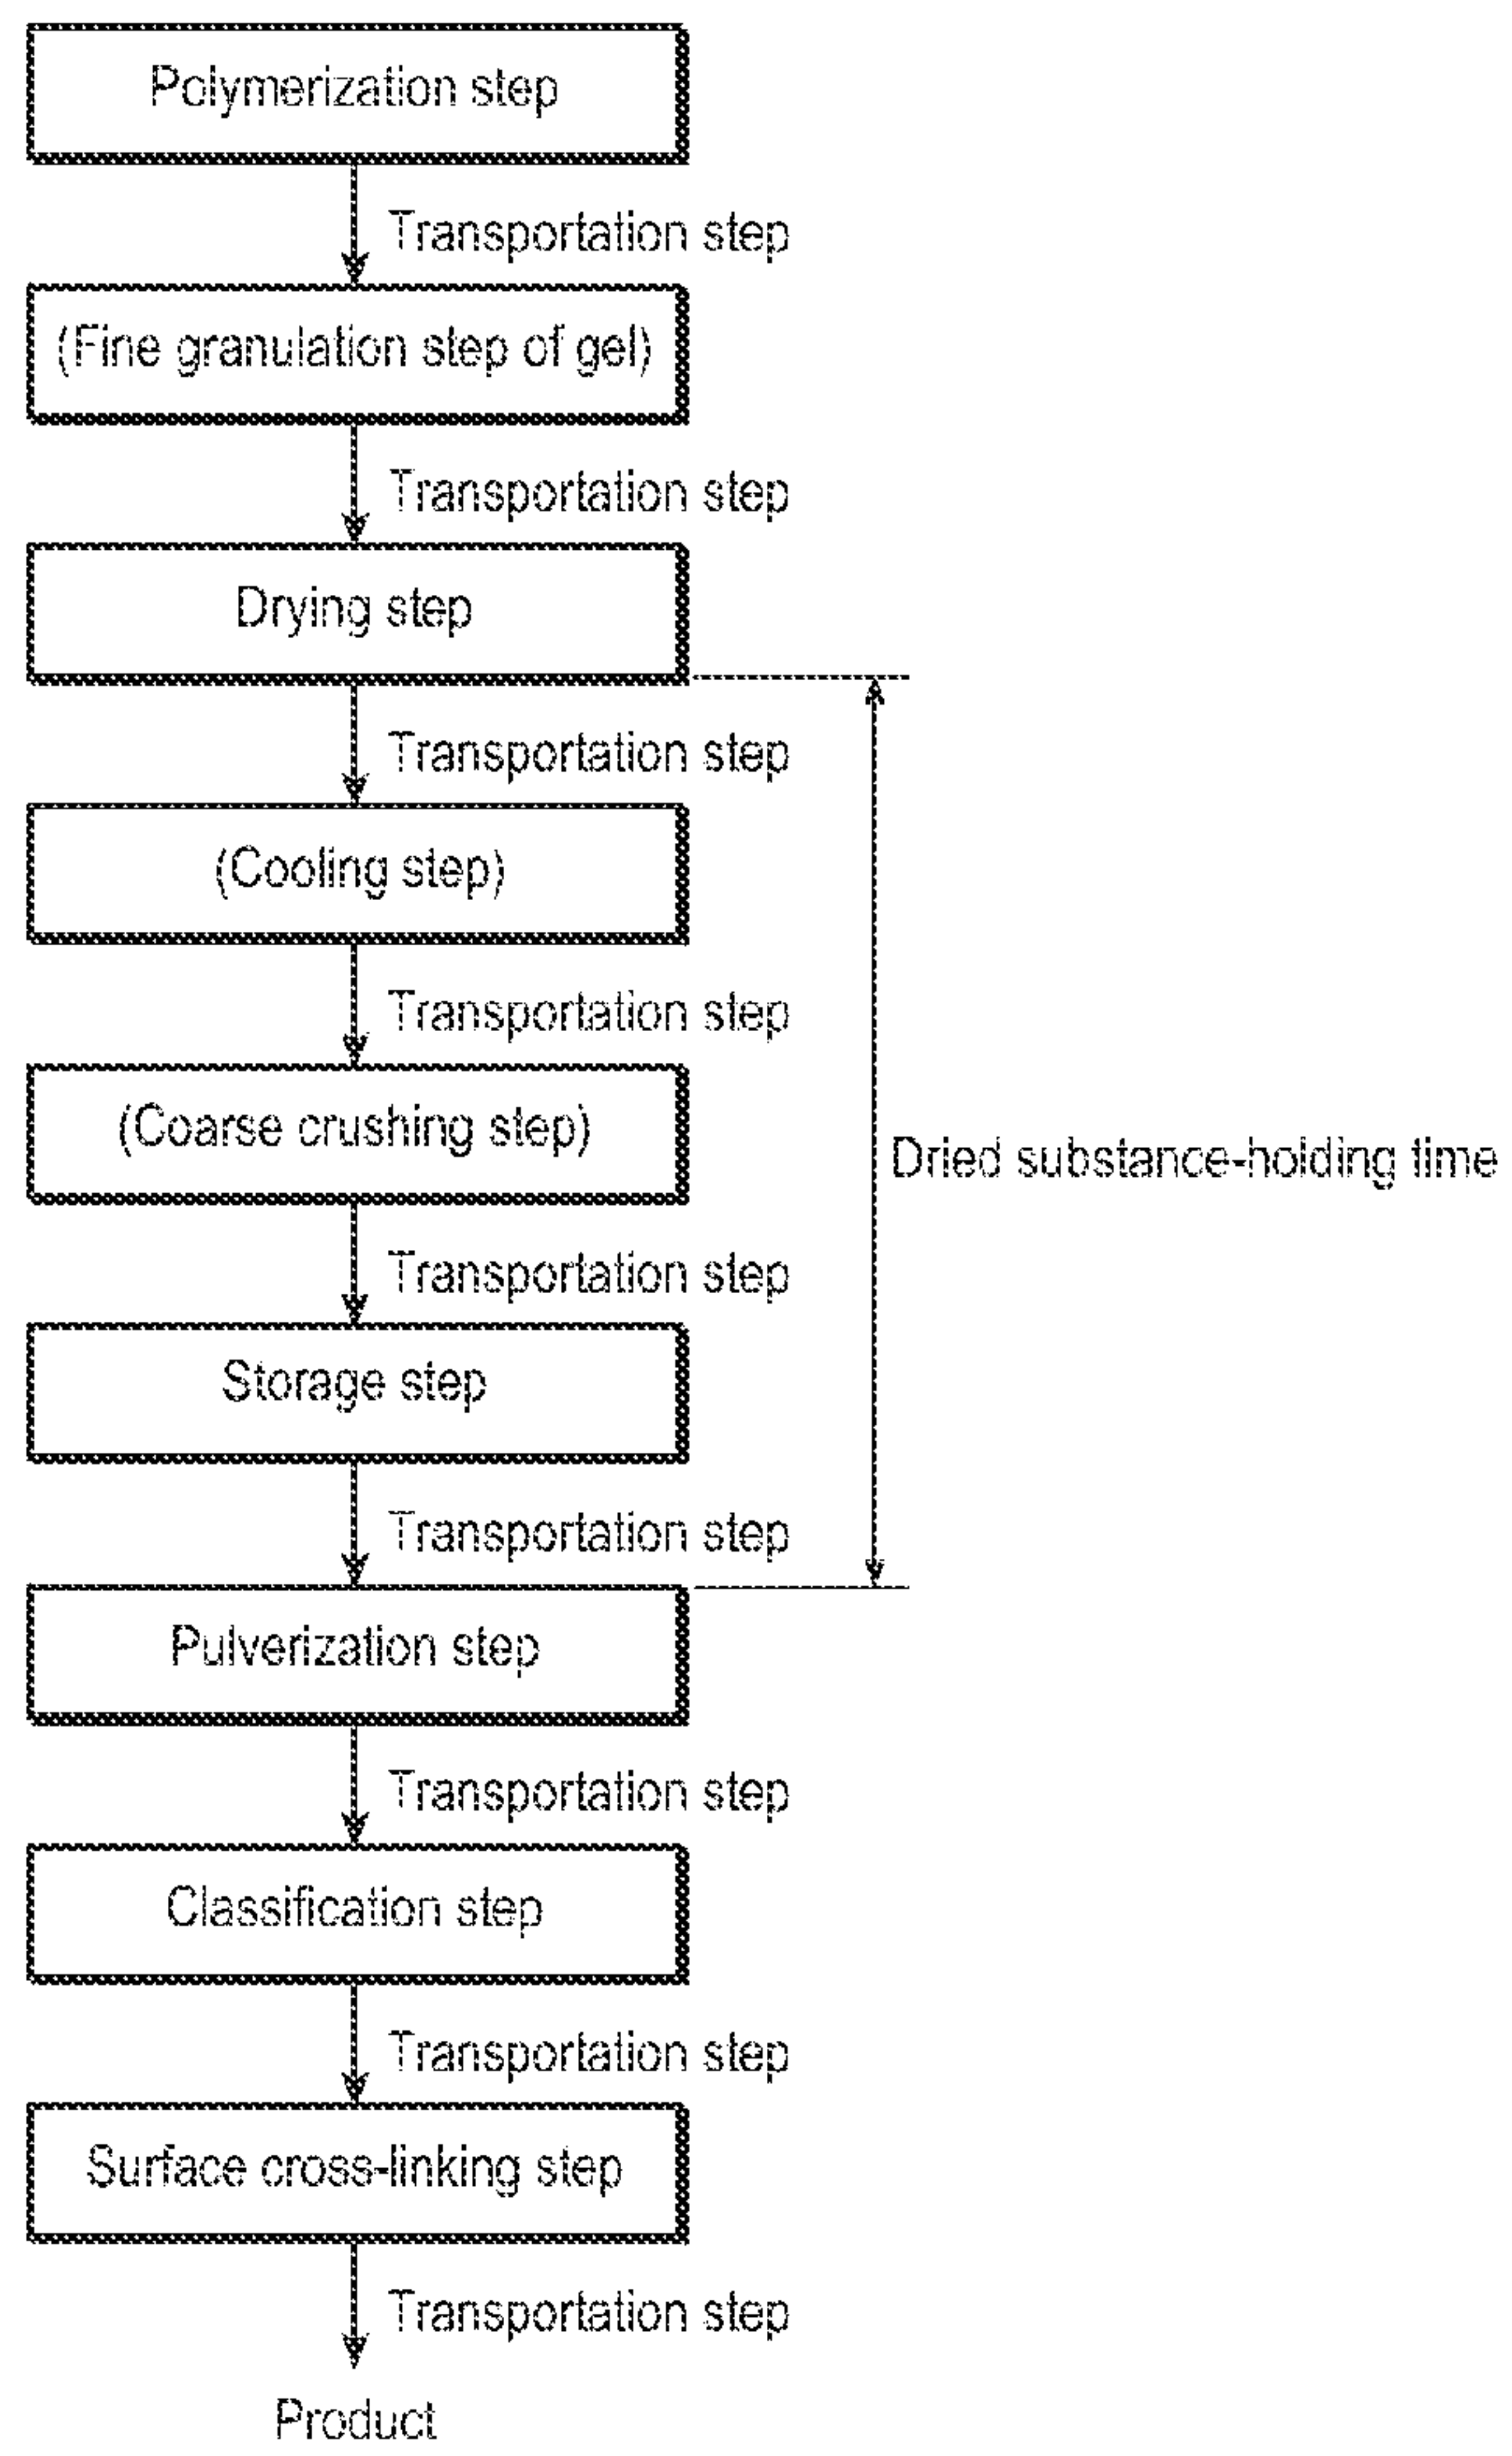 Polymerization step
Transportation step
(Fine granulation step of gel)
Transportation step
Drying step
Transportation step
(Cooling step)
Transportation step
(Coarse crushing step)
Dried substance-holding time
Transportation step
Storage step
Transportation step
Pulverization step
Transportation step
Classification step
Transportation step
Surface cross-linking step
Transportation step
Product